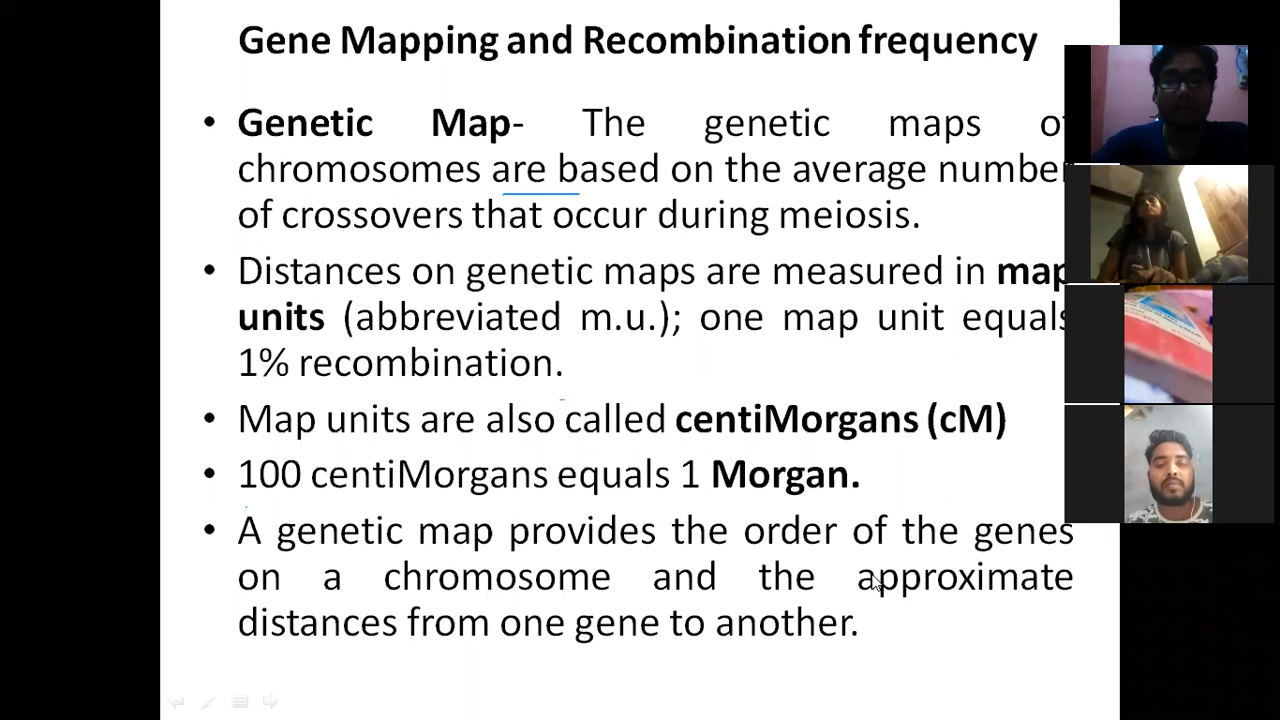 Gene Mapping and Recombination frequency
• Genetic Map- The genetic maps of
chromosomes are based on the average number
of crossovers that occur during meiosis.
• Distances on genetic maps are measured in map
units (abbreviated m.u.); one map unit equals
1% recombination.
• Map units are also called centiMorgans (cM)
• 100 centiMorgans equals 1 Morgan.
• A genetic map provides the order of the genes
on a chromosome and the approximate
distances from one gene to another.